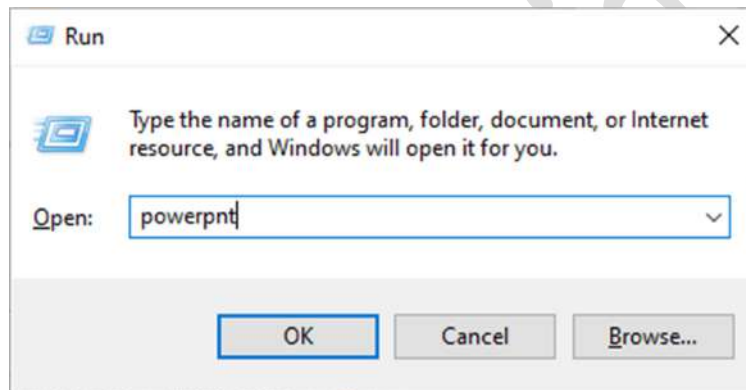 Run
Type the name of a program, folder, document, or Internet
resource, and Windows will open it for you.
Open: powerpnt
OK Cancel Browse...